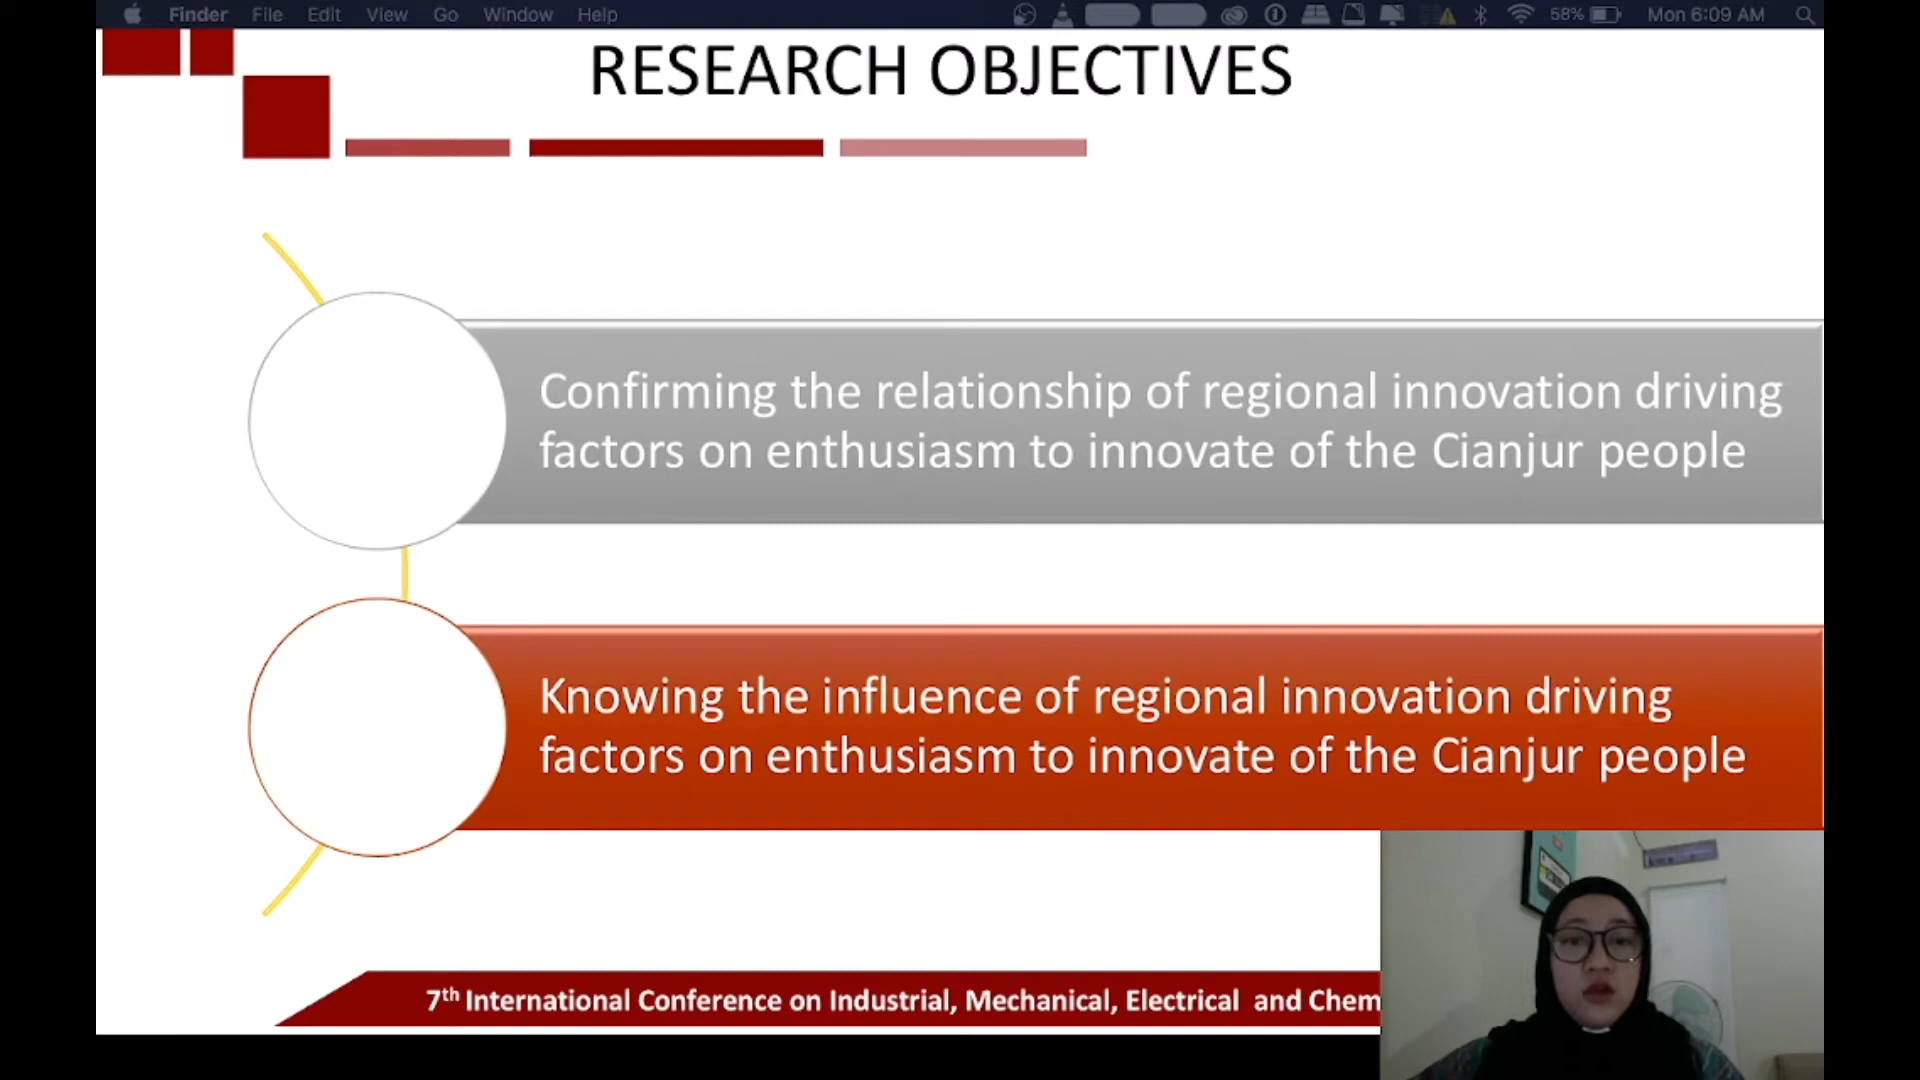 Finder File Edit View Go Window Help 58% Mon 6:09 AM
RESEARCH OBJECTIVES
Confirming the relationship of regional innovation driving
factors on enthusiasm to innovate of the Cianjur people
Knowing the influence of regional innovation driving
factors on enthusiasm to innovate of the Cianjur people
7th International Conference on Industrial, Mechanical, Electrical and Chem